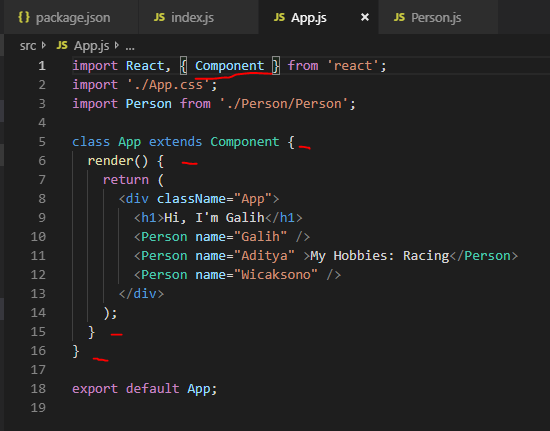 {} package.json JS index.js JS App.js × JS Person.js
src > JS App.js > ...
1 import React, { Component } from 'react';
2 import './App.css';
3 import Person from './Person/Person';
4
5 class App extends Component {
6 render() {
7 return (
8 <div className="App">
9 <h1>Hi, I'm Galih</h1>
10 <Person name="Galih" />
11 <Person name="Aditya" >My Hobbies: Racing</Person>
12 <Person name="Wicaksono" />
13 </div>
14 );
15 }
16 }
17
18 export default App;
19